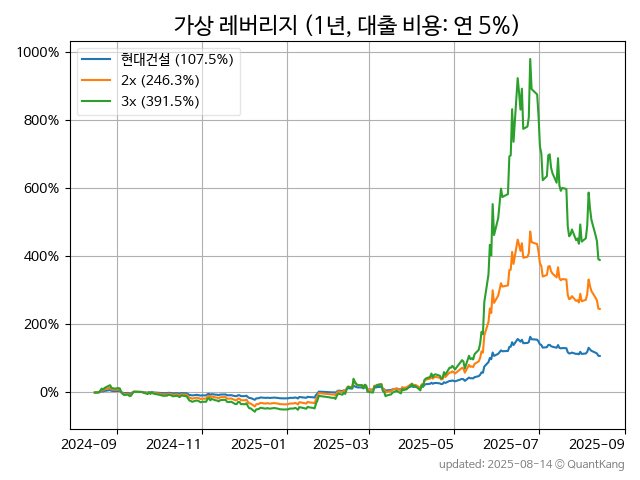 가상 레버리지 (1년, 대출 비용: 연 5%)
1000%
800%
600%
400%
200%
0%
현대건설 (107.5%)
2x (246.3%)
3x (391.5%)
2024-09 2024-11 2025-01 2025-03 2025-05 2025-07 2025-09
updated: 2025-08-14 © QuantKang